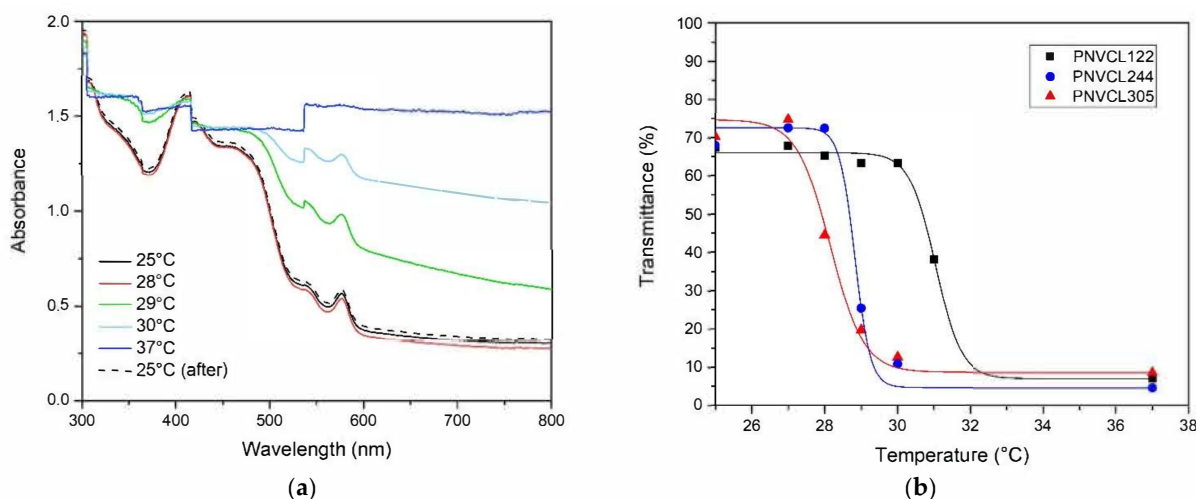 2.0
1.5
1.0
0.5
0.0
Absorbance
25°C
28°C
29°C
30°C
37°C
25°C (after)
300 400 500 600 700 800
Wavelength (nm)
(a)
100
90
80
70
60
50
40
30
20
10
0
Transmittance (%)
PNVCL122
PNVCL244
PNVCL305
26 28 30 32 34 36 38
Temperature (°C)
(b)